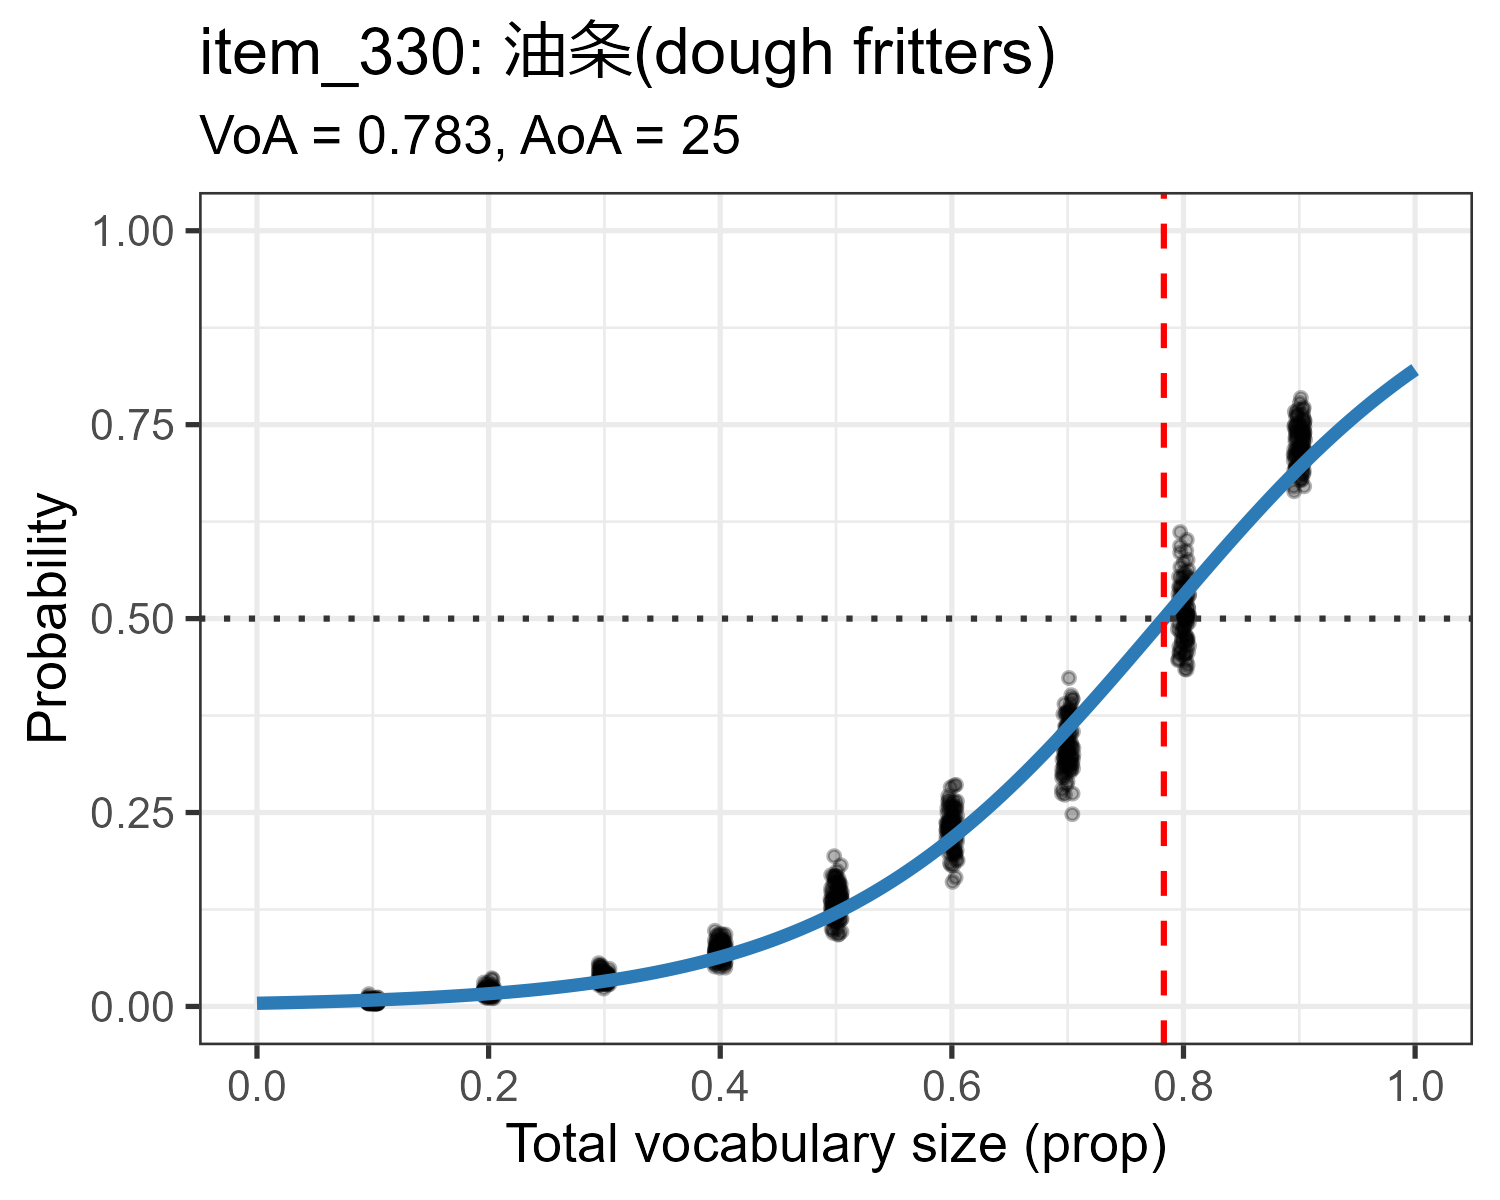 item_330: 油条(dough fritters)
VoA = 0.783, AoA = 25
1.00
0.75
0.50
0.25
0.00
Probability
0.0 0.2 0.4 0.6 0.8 1.0
Total vocabulary size (prop)